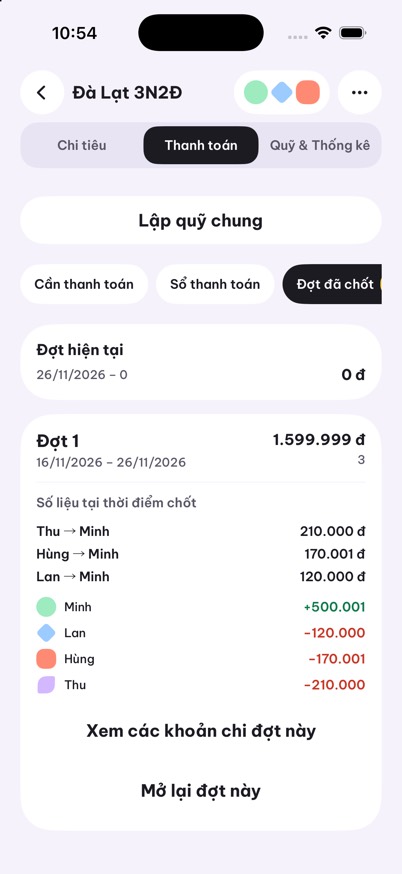 10:54
Đà Lạt 3N2Đ
Chi tiêu
Thanh toán
Quỹ & Thống kê
Lập quỹ chung
Cần thanh toán
Sổ thanh toán
Đợt đã chốt
Đợt hiện tại
26/11/2026 – 0
0 đ
Đợt 1
1.599.999 đ
16/11/2026 – 26/11/2026
3
Số liệu tại thời điểm chốt
Thu → Minh 210.000 đ
Hùng → Minh 170.001 đ
Lan → Minh 120.000 đ
Minh +500.001
Lan −120.000
Hùng −170.001
Thu −210.000
Xem các khoản chi đợt này
Mở lại đợt này